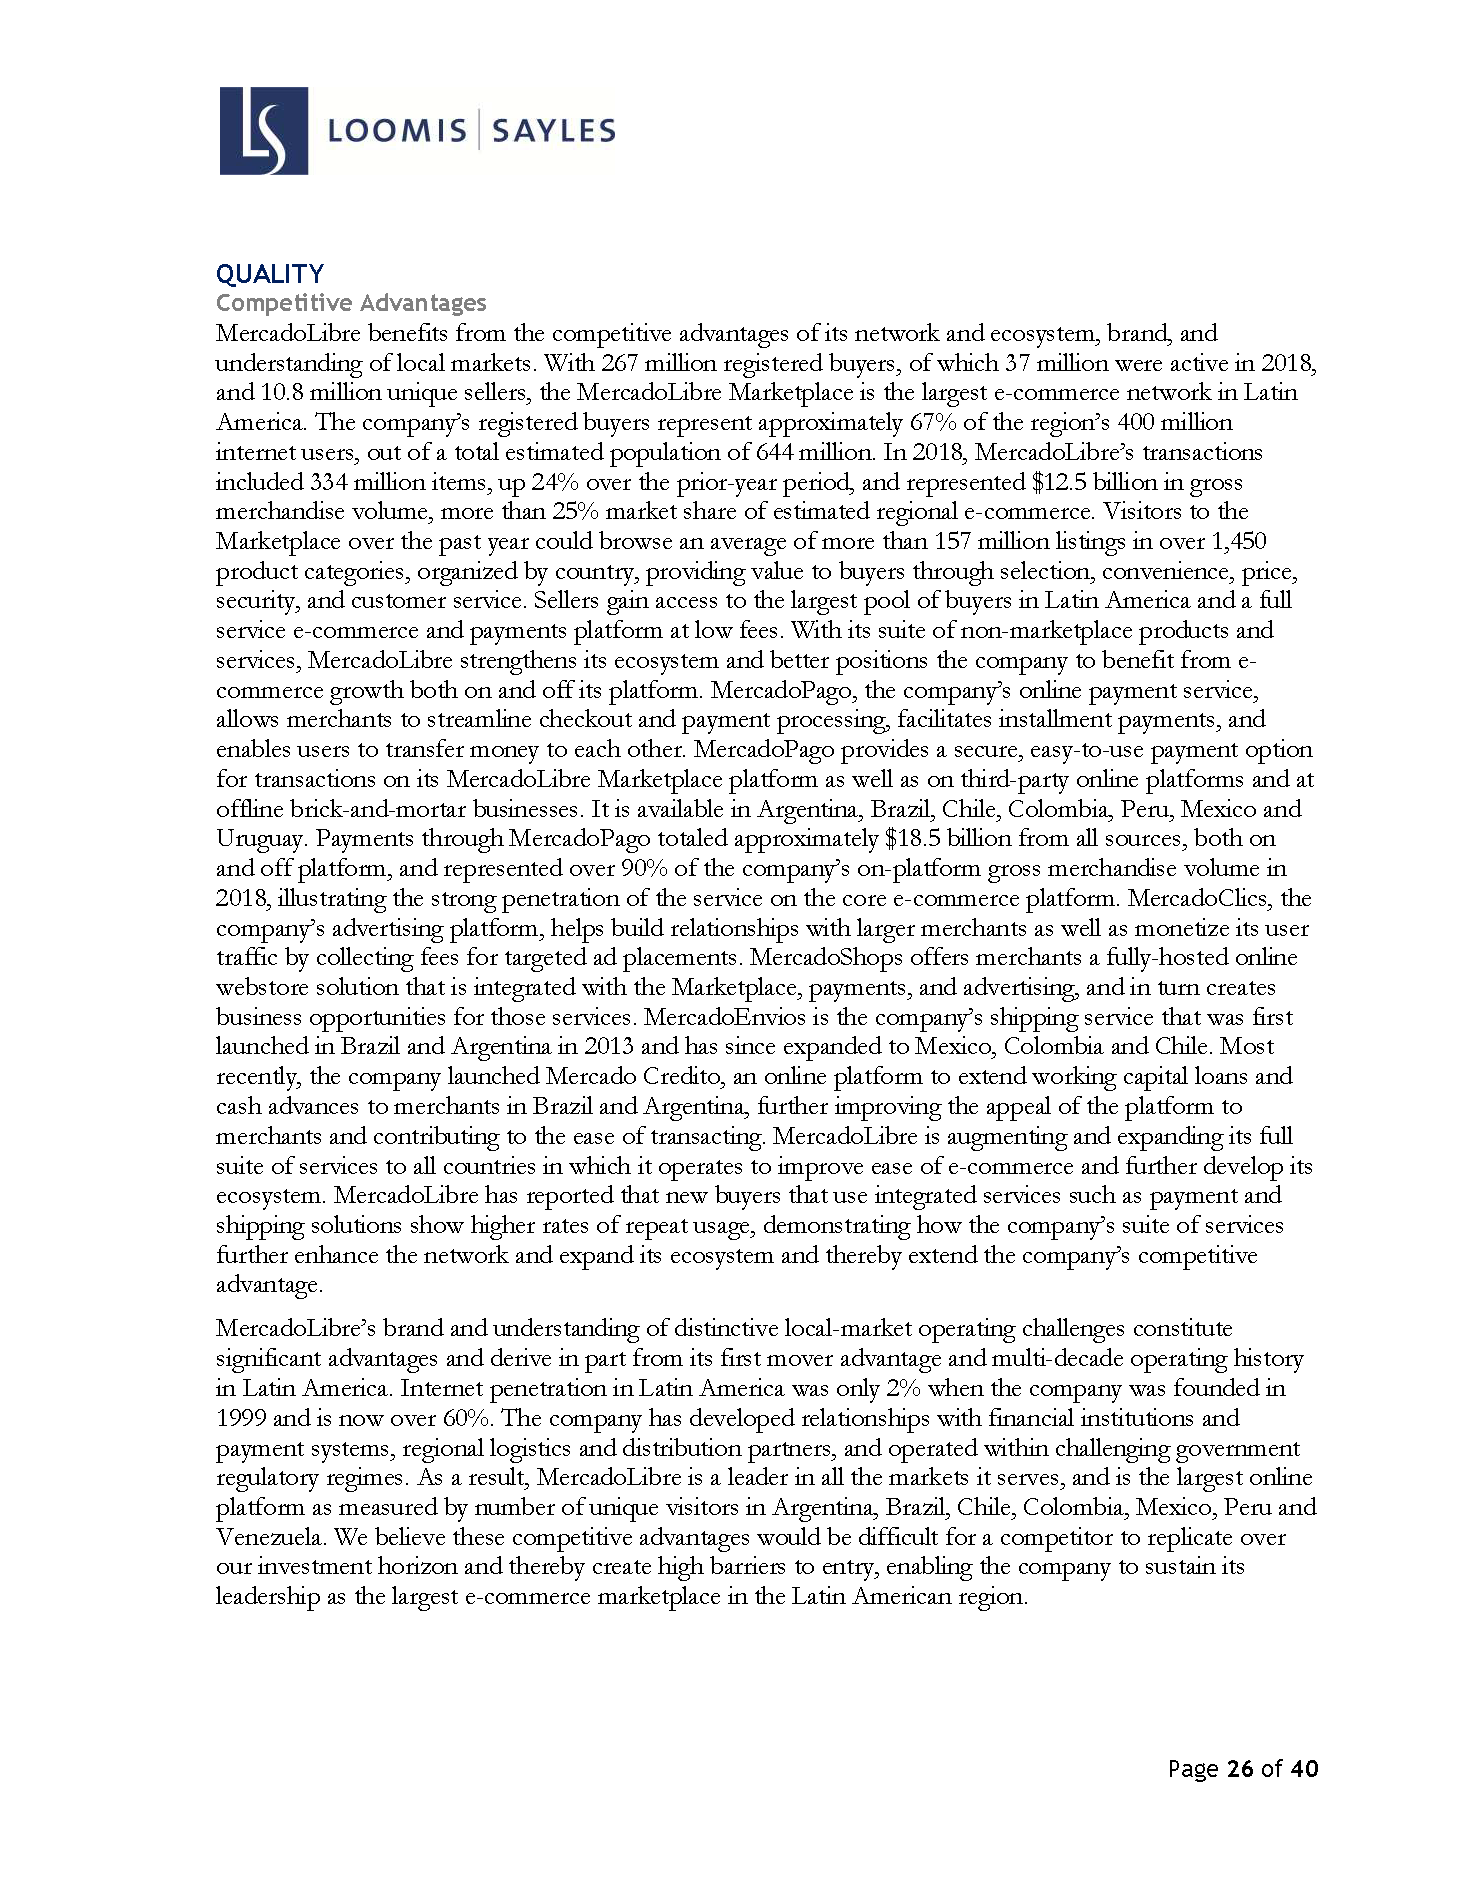 LS LOOMIS | SAYLES
QUALITY
Competitive Advantages
MercadoLibre benefits from the competitive advantages of its network and ecosystem, brand, and
understanding of local markets. With 267 million registered buyers, of which 37 million were active in 2018,
and 10.8 million unique sellers, the MercadoLibre Marketplace is the largest e-commerce network in Latin
America. The company’s registered buyers represent approximately 67% of the region’s 400 million
internet users, out of a total estimated population of 644 million. In 2018, MercadoLibre’s transactions
included 334 million items, up 24% over the prior-year period, and represented $12.5 billion in gross
merchandise volume, more than 25% market share of estimated regional e-commerce. Visitors to the
Marketplace over the past year could browse an average of more than 157 million listings in over 1,450
product categories, organized by country, providing value to buyers through selection, convenience, price,
security, and customer service. Sellers gain access to the largest pool of buyers in Latin America and a full
service e-commerce and payments platform at low fees. With its suite of non-marketplace products and
services, MercadoLibre strengthens its ecosystem and better positions the company to benefit from e-
commerce growth both on and off its platform. MercadoPago, the company’s online payment service,
allows merchants to streamline checkout and payment processing, facilitates installment payments, and
enables users to transfer money to each other. MercadoPago provides a secure, easy-to-use payment option
for transactions on its MercadoLibre Marketplace platform as well as on third-party online platforms and at
offline brick-and-mortar businesses. It is available in Argentina, Brazil, Chile, Colombia, Peru, Mexico and
Uruguay. Payments through MercadoPago totaled approximately $18.5 billion from all sources, both on
and off platform, and represented over 90% of the company’s on-platform gross merchandise volume in
2018, illustrating the strong penetration of the service on the core e-commerce platform. MercadoClics, the
company’s advertising platform, helps build relationships with larger merchants as well as monetize its user
traffic by collecting fees for targeted ad placements. MercadoShops offers merchants a fully-hosted online
webstore solution that is integrated with the Marketplace, payments, and advertising, and in turn creates
business opportunities for those services. MercadoEnvios is the company’s shipping service that was first
launched in Brazil and Argentina in 2013 and has since expanded to Mexico, Colombia and Chile. Most
recently, the company launched Mercado Credito, an online platform to extend working capital loans and
cash advances to merchants in Brazil and Argentina, further improving the appeal of the platform to
merchants and contributing to the ease of transacting. MercadoLibre is augmenting and expanding its full
suite of services to all countries in which it operates to improve ease of e-commerce and further develop its
ecosystem. MercadoLibre has reported that new buyers that use integrated services such as payment and
shipping solutions show higher rates of repeat usage, demonstrating how the company’s suite of services
further enhance the network and expand its ecosystem and thereby extend the company’s competitive
advantage.
MercadoLibre’s brand and understanding of distinctive local-market operating challenges constitute
significant advantages and derive in part from its first mover advantage and multi-decade operating history
in Latin America. Internet penetration in Latin America was only 2% when the company was founded in
1999 and is now over 60%. The company has developed relationships with financial institutions and
payment systems, regional logistics and distribution partners, and operated within challenging government
regulatory regimes. As a result, MercadoLibre is a leader in all the markets it serves, and is the largest online
platform as measured by number of unique visitors in Argentina, Brazil, Chile, Colombia, Mexico, Peru and
Venezuela. We believe these competitive advantages would be difficult for a competitor to replicate over
our investment horizon and thereby create high barriers to entry, enabling the company to sustain its
leadership as the largest e-commerce marketplace in the Latin American region.
Page 26 of 40